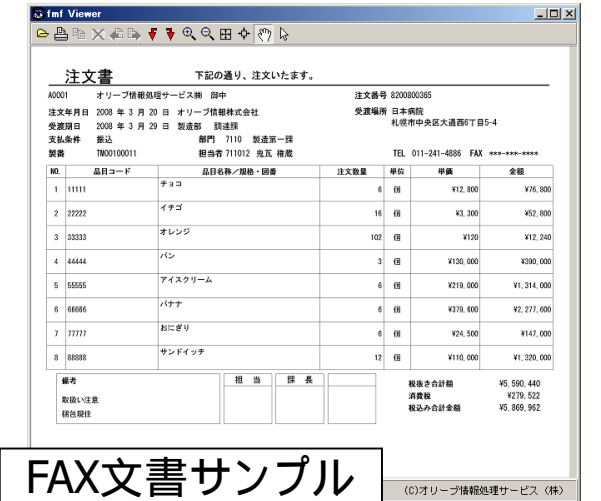 fmf Viewer
注文書 下記の通り、注文いたます。
A0001 オリーブ情報処理サービス㈱ 御中 注文番号 8200800365
注文年月日 2008 年 3 月 20 日 オリーブ情報株式会社 受渡場所 日本病院
受渡期日 2008 年 3 月 29 日 製造部 調達課 札幌市中央区大通西6丁目5-4
支払条件 振込 部門 7110 製造第一課
製番 TM00100011 担当者 711012 鬼瓦 権蔵 TEL 011-241-4886 FAX ***-***-****
NO. 品目コード 品目名称/規格・図番 注文数量 単位 単価 金額
1 11111 チョコ 6 個 ¥12,800 ¥76,800
2 22222 イチゴ 16 個 ¥3,300 ¥52,800
3 33333 オレンジ 102 個 ¥120 ¥12,240
4 44444 パン 3 個 ¥130,000 ¥390,000
5 55555 アイスクリーム 6 個 ¥219,000 ¥1,314,000
6 66666 バナナ 6 個 ¥379,600 ¥2,277,600
7 77777 おにぎり 6 個 ¥24,500 ¥147,000
8 88888 サンドイッチ 12 個 ¥110,000 ¥1,320,000
備考 担 当 課 長
取扱い注意
梱包現住
税抜き合計額 ¥5,590,440
消費税 ¥279,522
税込み合計金額 ¥5,869,962
FAX文書サンプル
(C)オリーブ情報処理サービス (株)